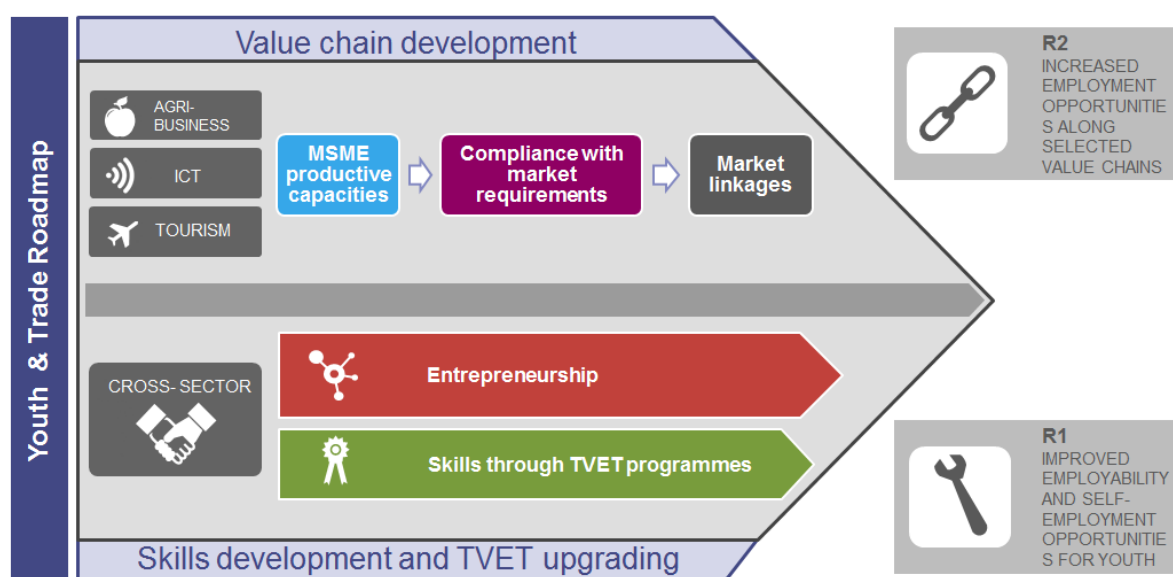 Youth & Trade Roadmap
Value chain development
AGRI-
BUSINESS
ICT
TOURISM
MSME
productive
capacities
Compliance with
market
requirements
Market
linkages
R2
INCREASED
EMPLOYMENT
OPPORTUNITIE
S ALONG
SELECTED
VALUE CHAINS
CROSS- SECTOR
Entrepreneurship
Skills through TVET programmes
R1
IMPROVED
EMPLOYABILITY
AND SELF-
EMPLOYMENT
OPPORTUNITIE
S FOR YOUTH
Skills development and TVET upgrading